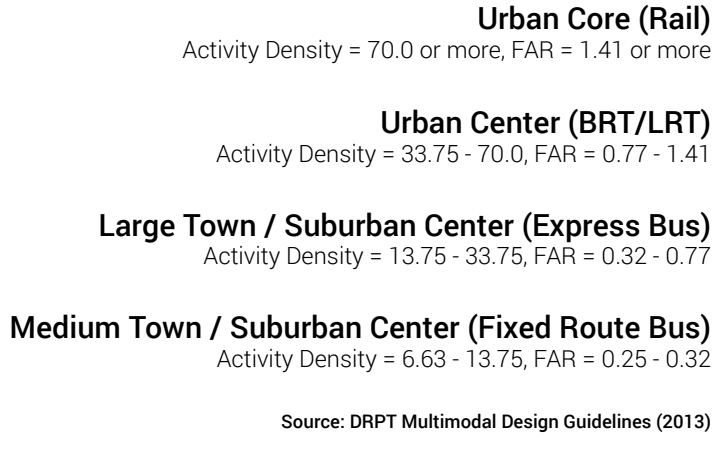 Urban Core (Rail)
Activity Density = 70.0 or more, FAR = 1.41 or more
Urban Center (BRT/LRT)
Activity Density = 33.75 - 70.0, FAR = 0.77 - 1.41
Large Town / Suburban Center (Express Bus)
Activity Density = 13.75 - 33.75, FAR = 0.32 - 0.77
Medium Town / Suburban Center (Fixed Route Bus)
Activity Density = 6.63 - 13.75, FAR = 0.25 - 0.32
Source: DRPT Multimodal Design Guidelines (2013)